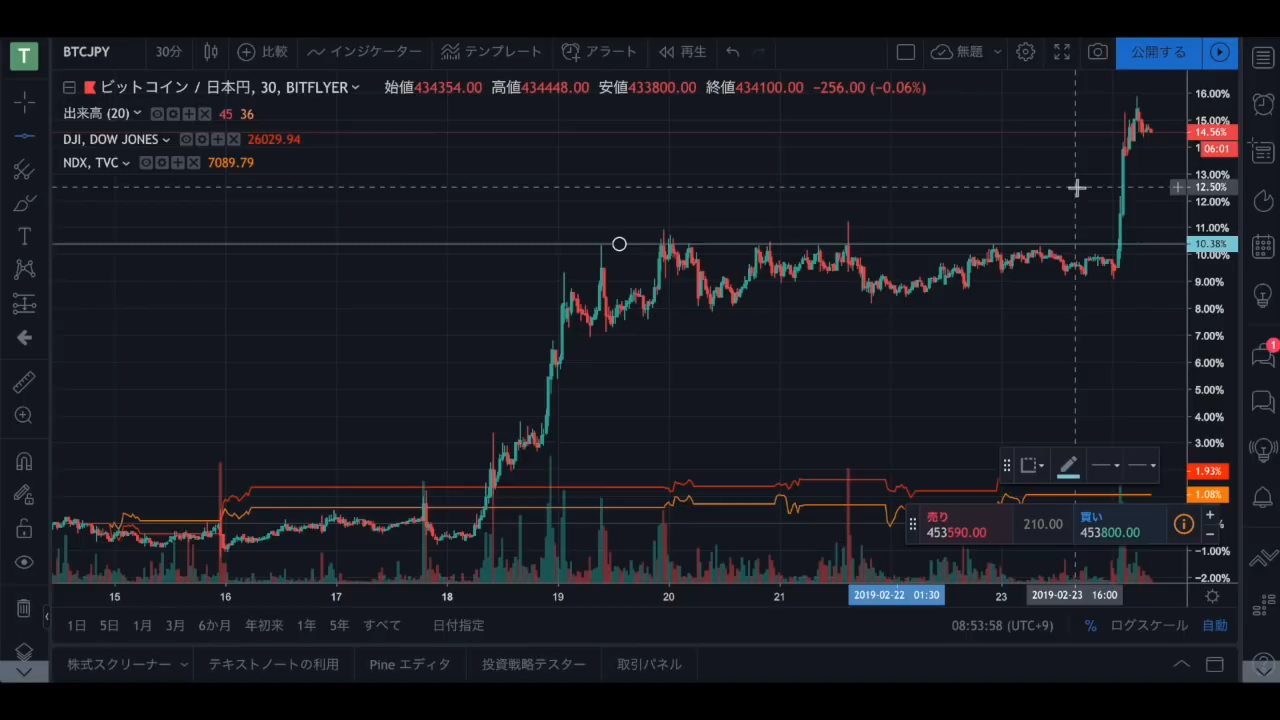 T
BTCJPY 30分 比較 インジケーター テンプレート アラート 再生 無題 公開する
ビットコイン / 日本円, 30, BITFLYER 始値434354.00 高値434448.00 安値433800.00 終値434100.00 −256.00 (−0.06%)
出来高 (20) 45 36
DJI, DOW JONES 26029.94
NDX, TVC 7089.79
16.00%
15.00%
14.56%
06:01
13.00%
12.50%
12.00%
11.00%
10.38%
10.00%
9.00%
8.00%
7.00%
6.00%
5.00%
4.00%
3.00%
1.93%
1.08%
−1.00%
−2.00%
1
売り 買い
453590.00 210.00 453800.00
15 16 17 18 19 20 21 2019-02-22 01:30 23 2019-02-23 16:00
1日 5日 1月 3月 6か月 年初来 1年 5年 すべて 日付指定 08:53:58 (UTC+9) % ログスケール 自動
株式スクリーナー テキストノートの利用 Pine エディタ 投資戦略テスター 取引パネル